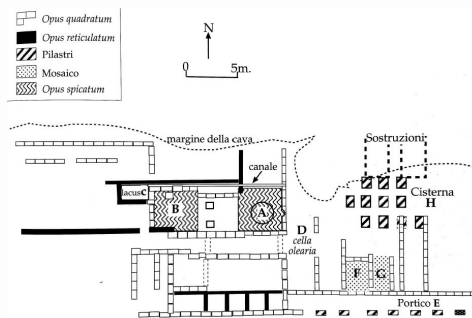 Opus quadratum
Opus reticulatum
Pilastri
Mosaico
Opus spicatum
N
0 5m.
margine della cava
canale
Sostruzioni
lacus C
B
A
D
cella
olearia
Cisterna
H
F
G
Portico E